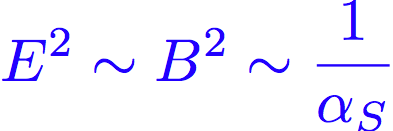 E² ∼ B² ∼ 1/α_S